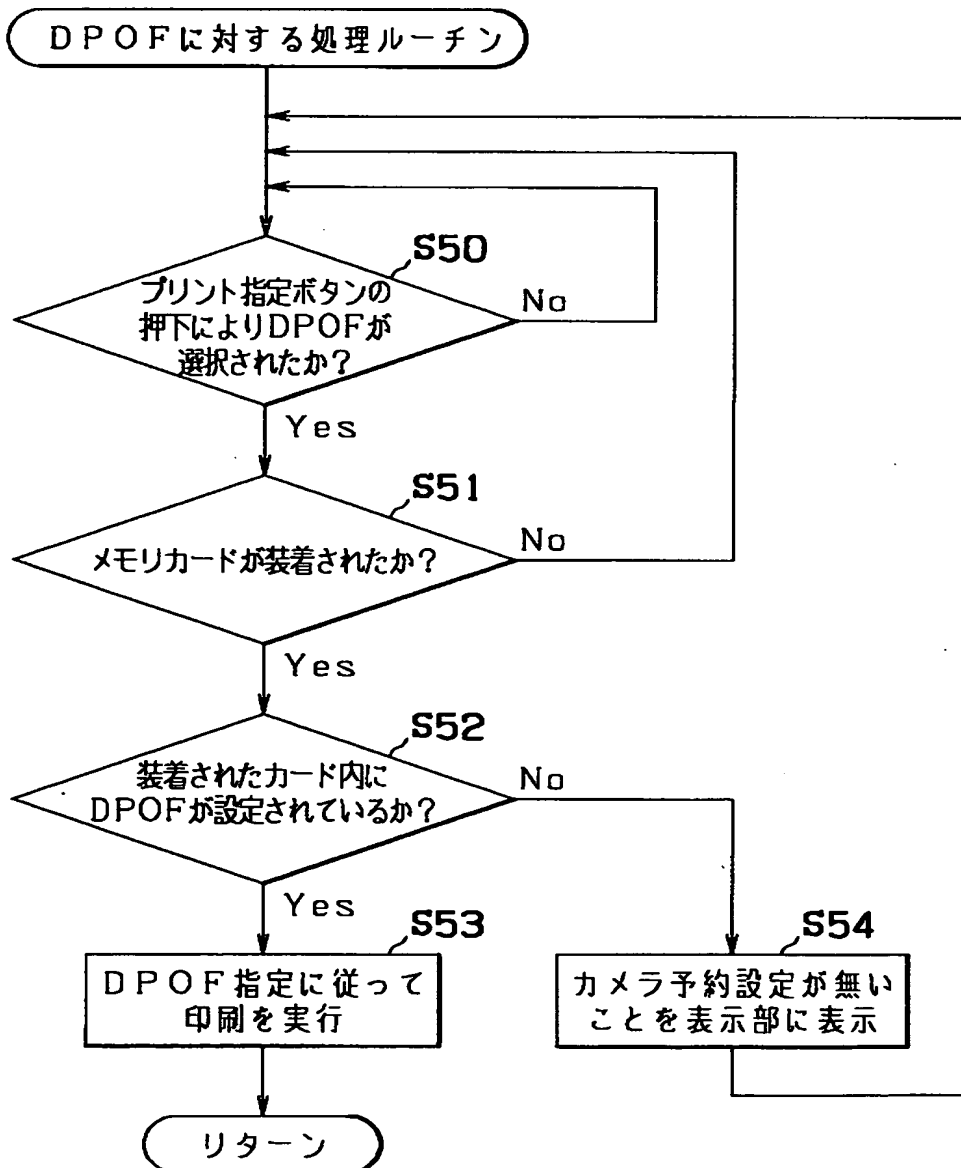 DPOFに対する処理ルーチン
S50
プリント指定ボタンの
押下によりDPOFが
選択されたか？
No
Yes
S51
メモリカードが装着されたか？
No
Yes
S52
装着されたカード内に
DPOFが設定されているか？
No
Yes
S53
DPOF指定に従って
印刷を実行
S54
カメラ予約設定が無い
ことを表示部に表示
リターン